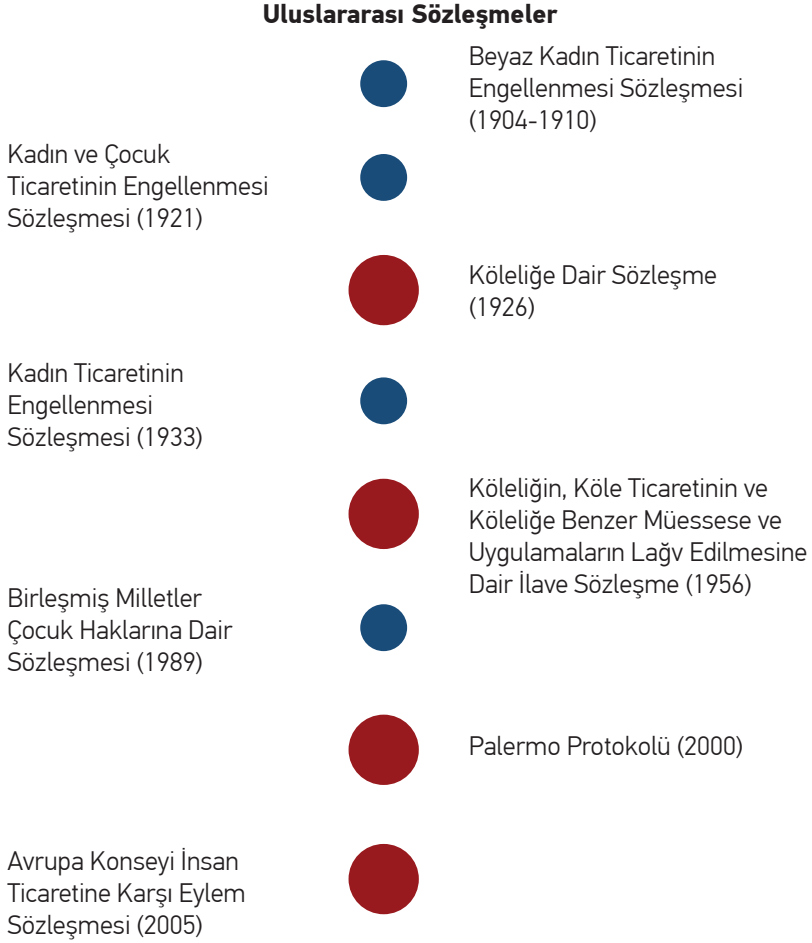 Uluslararası Sözleşmeler
Beyaz Kadın Ticaretinin
Engellenmesi Sözleşmesi
(1904-1910)
Kadın ve Çocuk
Ticaretinin Engellenmesi
Sözleşmesi (1921)
Köleliğe Dair Sözleşme
(1926)
Kadın Ticaretinin
Engellenmesi
Sözleşmesi (1933)
Köleliğin, Köle Ticaretinin ve
Köleliğe Benzer Müessese ve
Uygulamaların Lağv Edilmesine
Dair İlave Sözleşme (1956)
Birleşmiş Milletler
Çocuk Haklarına Dair
Sözleşmesi (1989)
Palermo Protokolü (2000)
Avrupa Konseyi İnsan
Ticaretine Karşı Eylem
Sözleşmesi (2005)